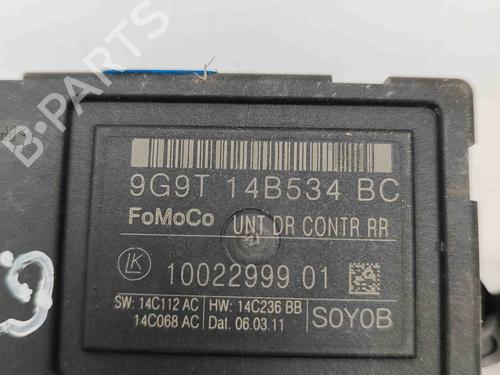 9G9T 14B534 BC
FoMoCo UNT DR CONTR RR
LK 10022999 01
SW: 14C112 AC HW: 14C236 BB
14C068 AC Dat. 06.03.11 S0Y0B
B-PARTS